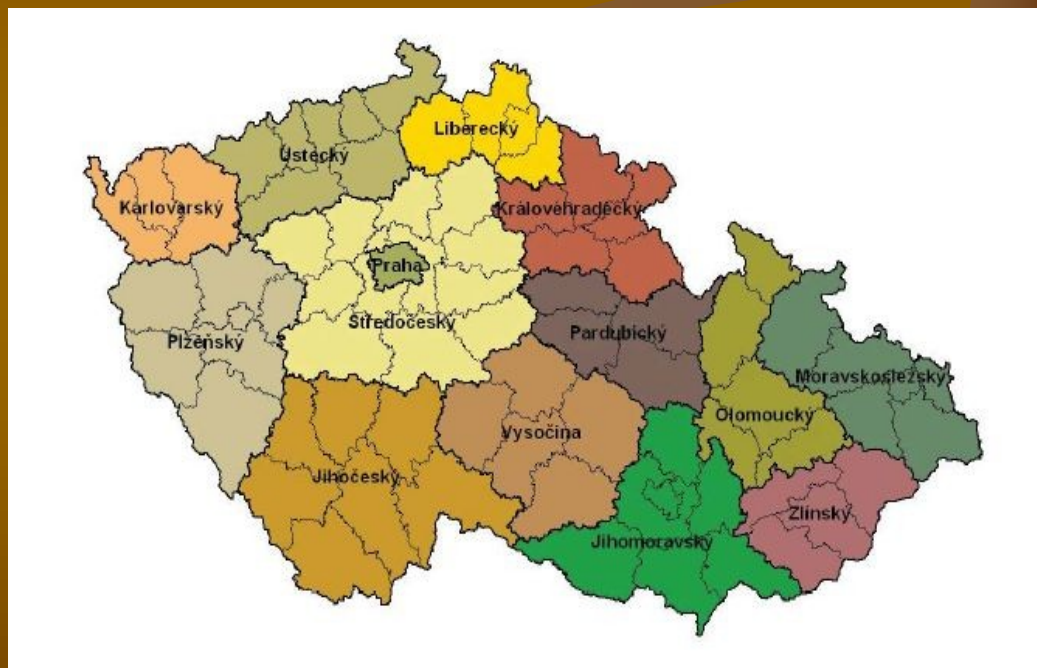 Liberecký
Ústecký
Karlovarský
Královéhradecký
Praha
Středočeský
Pardubický
Plzeňský
Moravskoslezský
Olomoucký
Vysočina
Jihočeský
Zlínský
Jihomoravský